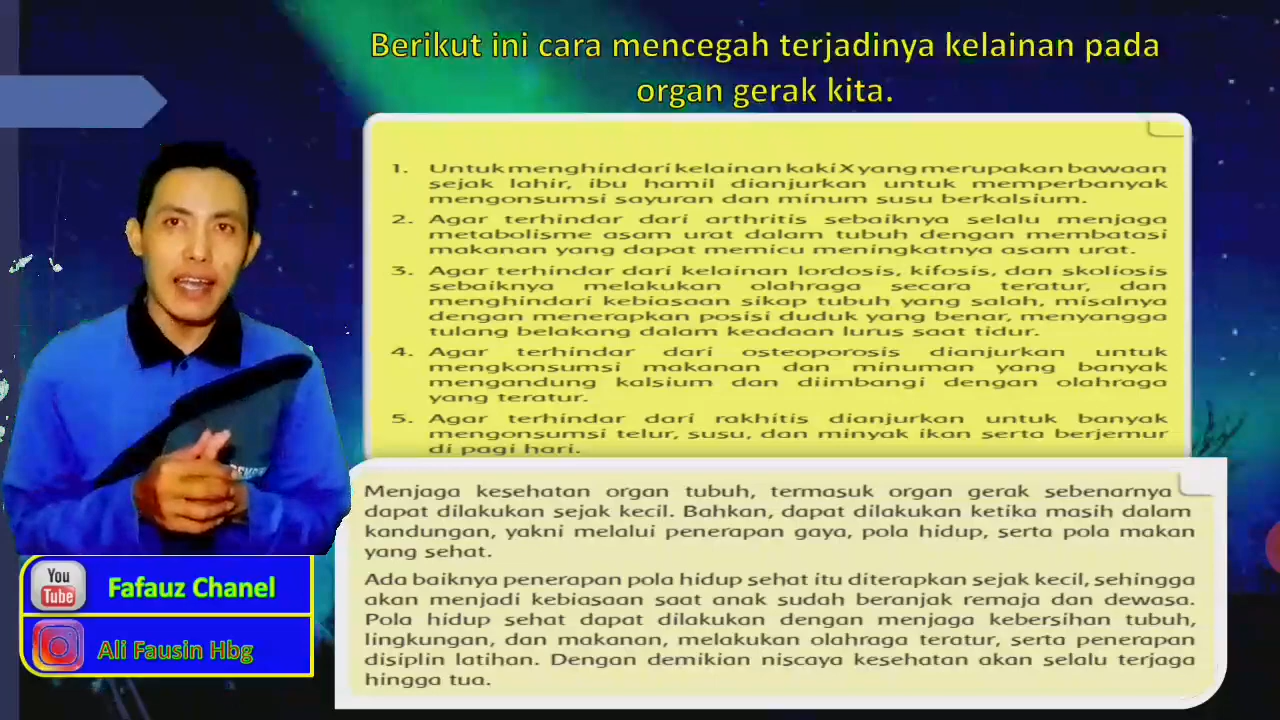 Berikut ini cara mencegah terjadinya kelainan pada
organ gerak kita.
1. Untuk menghindari kelainan kaki X yang merupakan bawaan
sejak lahir, ibu hamil dianjurkan untuk memperbanyak
mengonsumsi sayuran dan minum susu berkalsium.
2. Agar terhindar dari arthritis sebaiknya selalu menjaga
metabolisme asam urat dalam tubuh dengan membatasi
makanan yang dapat memicu meningkatnya asam urat.
3. Agar terhindar dari kelainan lordosis, kifosis, dan skoliosis
sebaiknya melakukan olahraga secara teratur, dan
menghindari kebiasaan sikap tubuh yang salah, misalnya
dengan menerapkan posisi duduk yang benar, menyangga
tulang belakang dalam keadaan lurus saat tidur.
4. Agar terhindar dari osteoporosis dianjurkan untuk
mengkonsumsi makanan dan minuman yang banyak
mengandung kalsium dan diimbangi dengan olahraga
yang teratur.
5. Agar terhindar dari rakhitis dianjurkan untuk banyak
mengonsumsi telur, susu, dan minyak ikan serta berjemur
di pagi hari.
Menjaga kesehatan organ tubuh, termasuk organ gerak sebenarnya
dapat dilakukan sejak kecil. Bahkan, dapat dilakukan ketika masih dalam
kandungan, yakni melalui penerapan gaya, pola hidup, serta pola makan
yang sehat.
Ada baiknya penerapan pola hidup sehat itu diterapkan sejak kecil, sehingga
akan menjadi kebiasaan saat anak sudah beranjak remaja dan dewasa.
Pola hidup sehat dapat dilakukan dengan menjaga kebersihan tubuh,
lingkungan, dan makanan, melakukan olahraga teratur, serta penerapan
disiplin latihan. Dengan demikian niscaya kesehatan akan selalu terjaga
hingga tua.
You
Tube
Fafauz Chanel
Ali Fausin Hbg